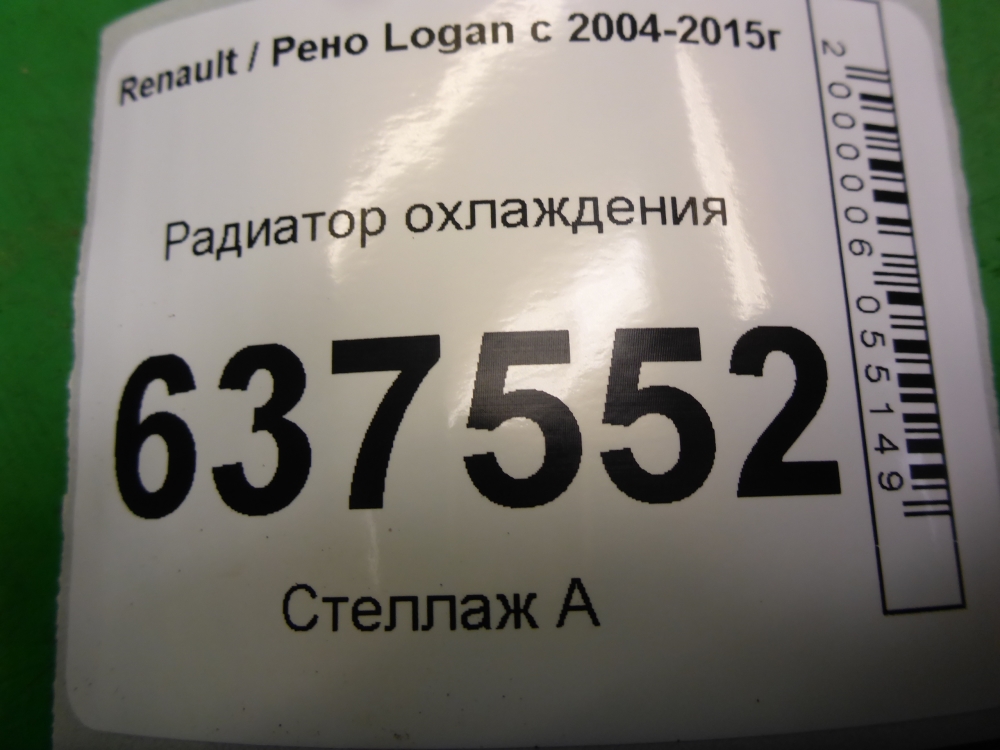 Renault / Рено Logan с 2004-2015г
Радиатор охлаждения
637552
Стеллаж А
2000006055149